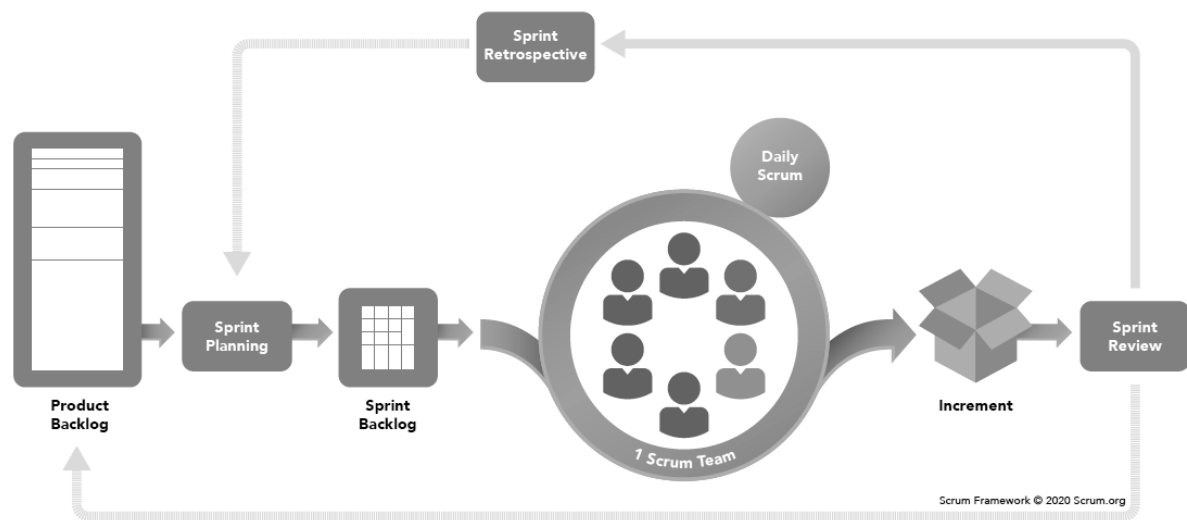 Sprint
Retrospective
Daily
Scrum
Sprint
Planning
Sprint
Review
Product
Backlog
Sprint
Backlog
1 Scrum Team
Increment
Scrum Framework © 2020 Scrum.org